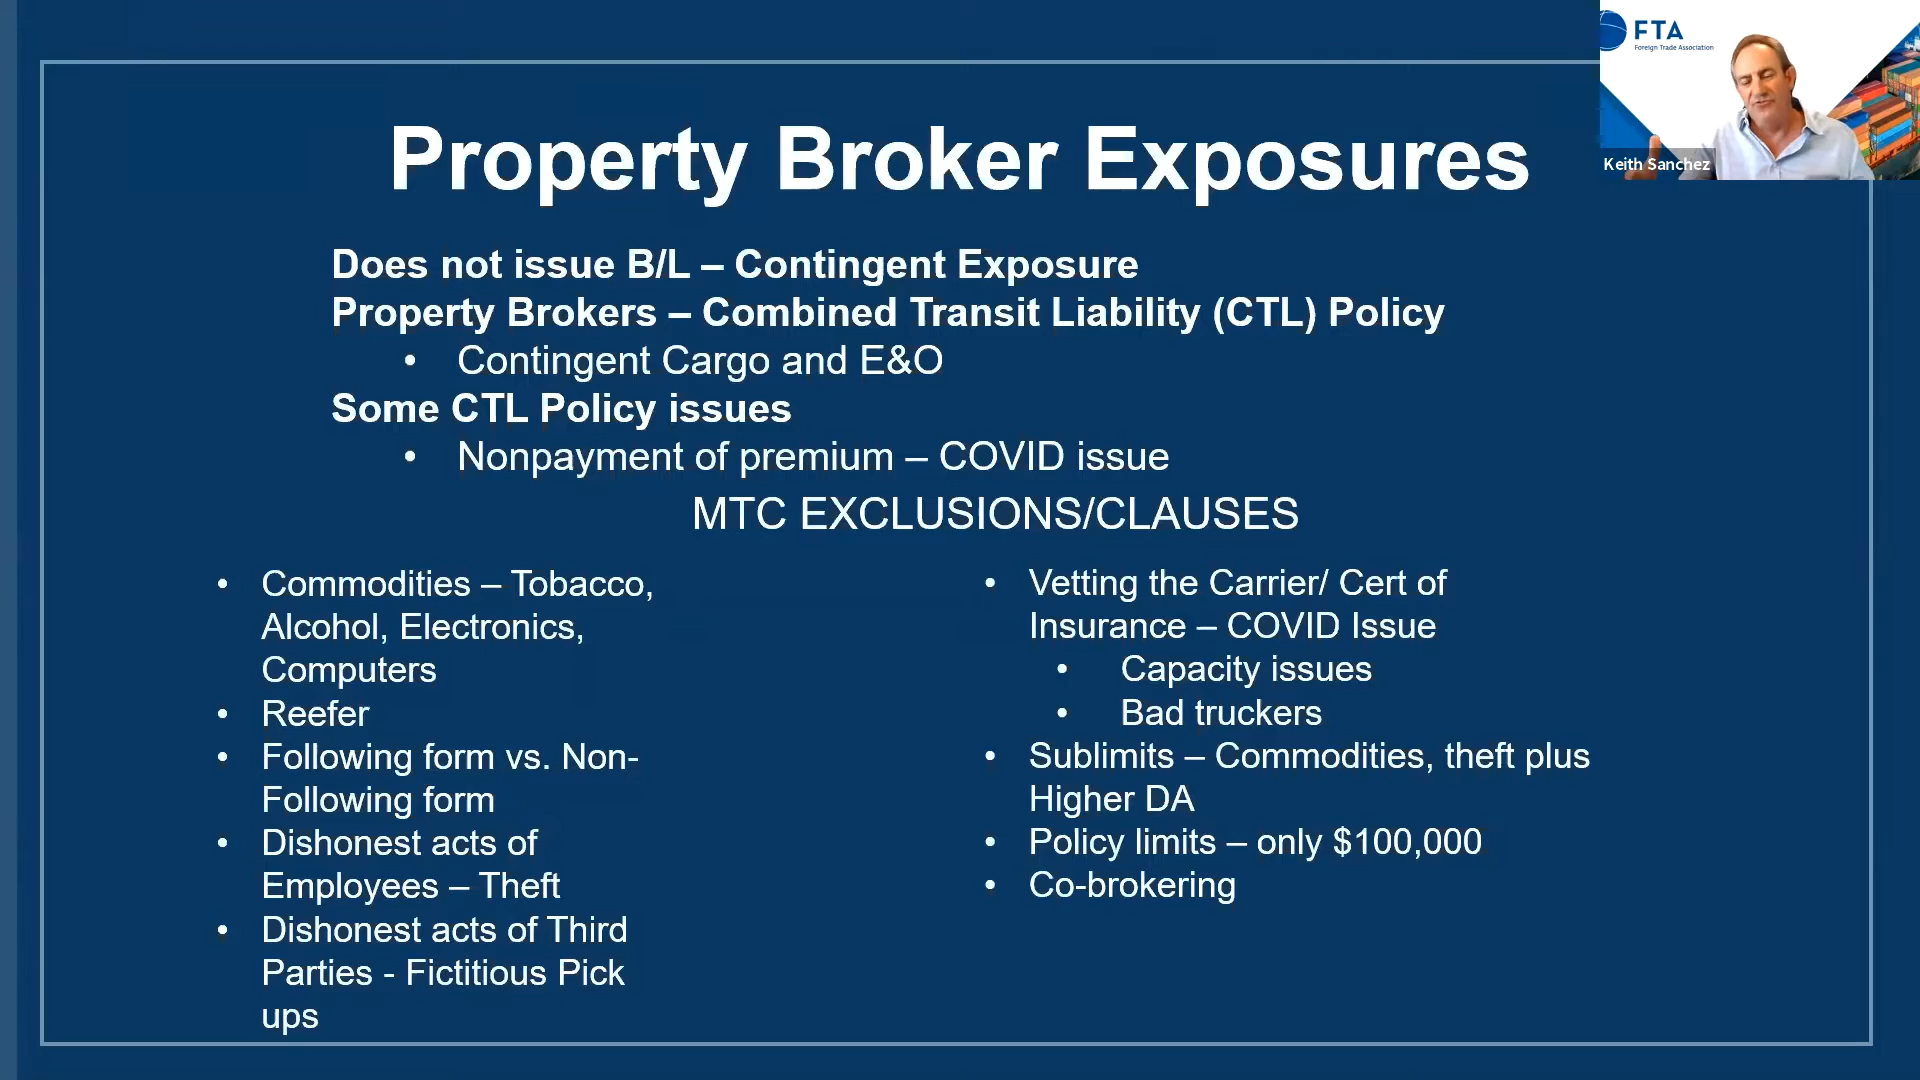 FTA
Foreign Trade Association
Keith Sanchez
Property Broker Exposures
Does not issue B/L – Contingent Exposure
Property Brokers – Combined Transit Liability (CTL) Policy
• Contingent Cargo and E&O
Some CTL Policy issues
• Nonpayment of premium – COVID issue
MTC EXCLUSIONS/CLAUSES
• Commodities – Tobacco,
Alcohol, Electronics,
Computers
• Reefer
• Following form vs. Non-
Following form
• Dishonest acts of
Employees – Theft
• Dishonest acts of Third
Parties - Fictitious Pick
ups
• Vetting the Carrier/ Cert of
Insurance – COVID Issue
• Capacity issues
• Bad truckers
• Sublimits – Commodities, theft plus
Higher DA
• Policy limits – only $100,000
• Co-brokering